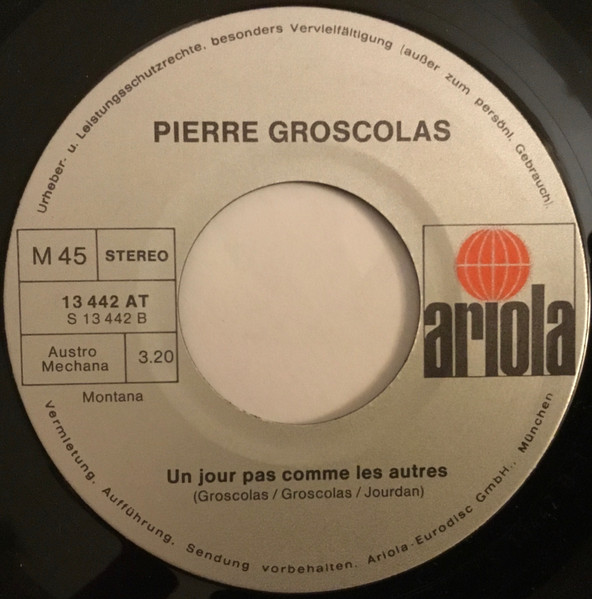 Urheber- u. Leistungsschutzrechte, besonders Vervielfältigung (außer zum persönl. Gebrauch),
PIERRE GROSCOLAS
M 45
STEREO
13 442 AT
S 13 442 B
Austro
Mechana
3.20
Montana
ariola
Un jour pas comme les autres
(Groscolas / Groscolas / Jourdan)
Vermietung, Aufführung, Sendung vorbehalten. Ariola-Eurodisc GmbH., München